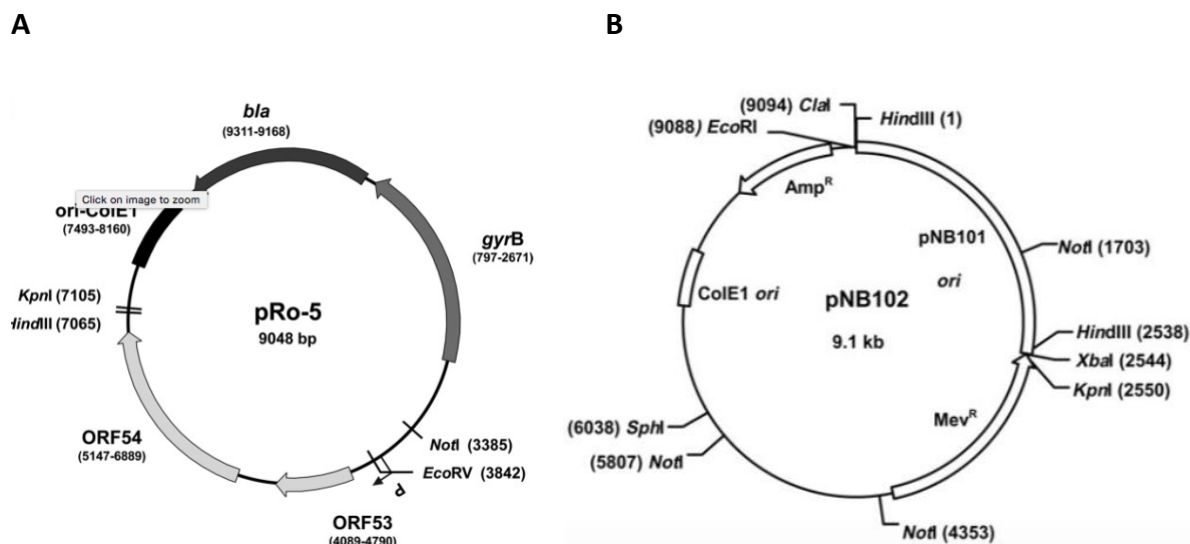 A
B
bla
(9311-9168)
Click on image to zoom
ori-ColE1
(7493-8160)
gyrB
(797-2671)
KpnI (7105)
HindIII (7065)
pRo-5
9048 bp
ORF54
(5147-6889)
NotI (3385)
EcoRV (3842)
P
ORF53
(4089-4790)
(9094) ClaI
(9088) EcoRI
HindIII (1)
AmpR
pNB101
ori
NotI (1703)
ColE1 ori
pNB102
9.1 kb
HindIII (2538)
XbaI (2544)
KpnI (2550)
MevR
(6038) SphI
(5807) NotI
NotI (4353)